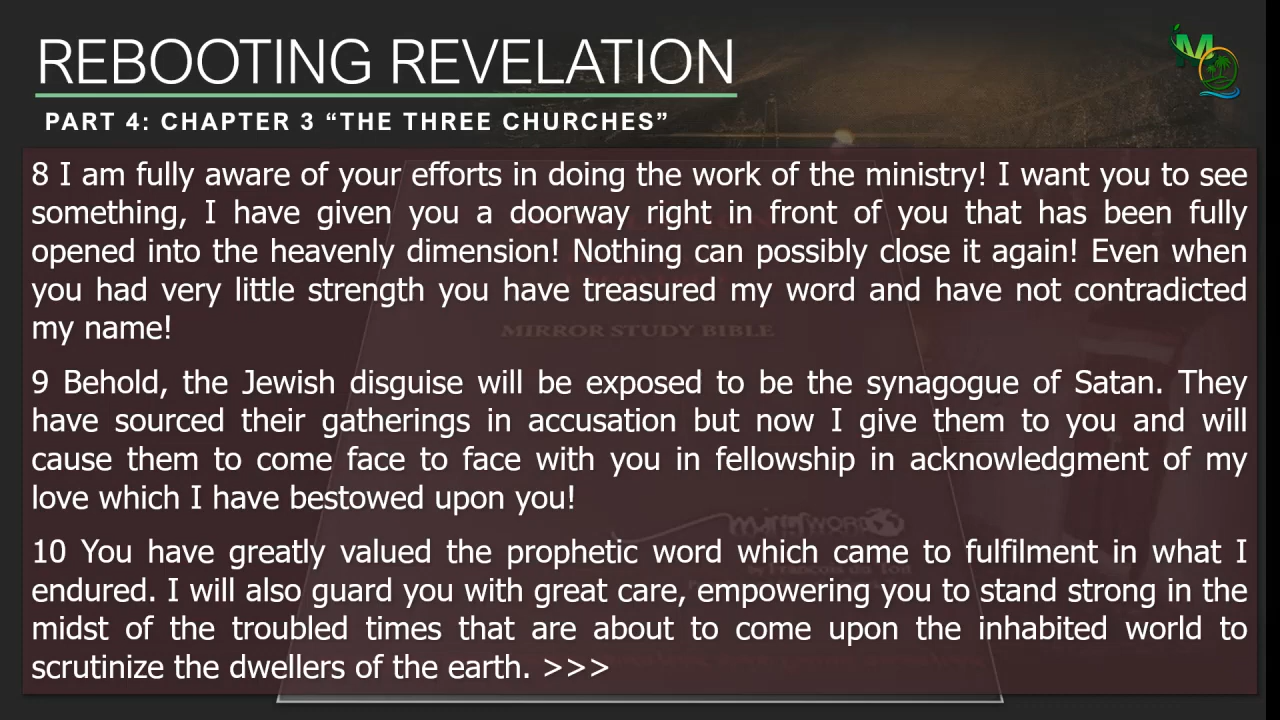 REBOOTING REVELATION
PART 4: CHAPTER 3 “THE THREE CHURCHES”
8 I am fully aware of your efforts in doing the work of the ministry! I want you to see
something, I have given you a doorway right in front of you that has been fully
opened into the heavenly dimension! Nothing can possibly close it again! Even when
you had very little strength you have treasured my word and have not contradicted
my name!
MIRROR STUDY BIBLE
9 Behold, the Jewish disguise will be exposed to be the synagogue of Satan. They
have sourced their gatherings in accusation but now I give them to you and will
cause them to come face to face with you in fellowship in acknowledgment of my
love which I have bestowed upon you!
mirrorWORD
10 You have greatly valued the prophetic word which came to fulfilment in what I
endured. I will also guard you with great care, empowering you to stand strong in the
midst of the troubled times that are about to come upon the inhabited world to
scrutinize the dwellers of the earth. >>>